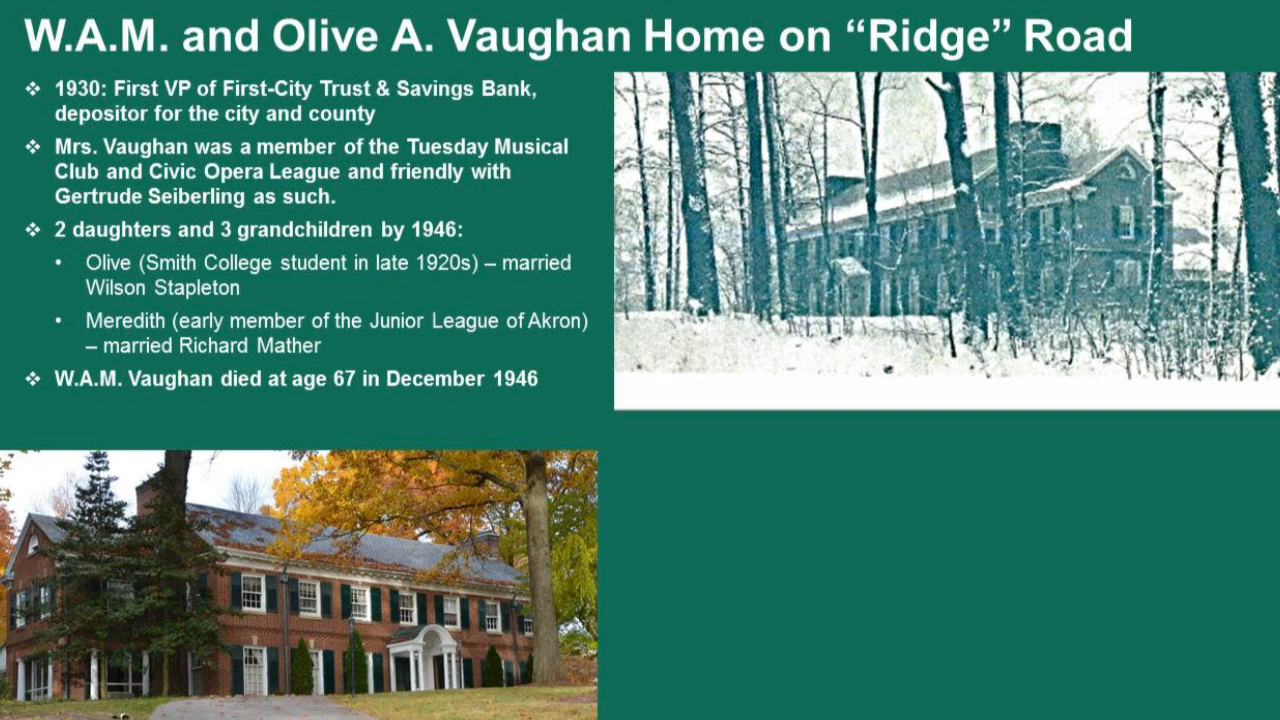 W.A.M. and Olive A. Vaughan Home on “Ridge” Road
❖ 1930: First VP of First-City Trust & Savings Bank,
depositor for the city and county
❖ Mrs. Vaughan was a member of the Tuesday Musical
Club and Civic Opera League and friendly with
Gertrude Seiberling as such.
❖ 2 daughters and 3 grandchildren by 1946:
• Olive (Smith College student in late 1920s) – married
Wilson Stapleton
• Meredith (early member of the Junior League of Akron)
– married Richard Mather
❖ W.A.M. Vaughan died at age 67 in December 1946